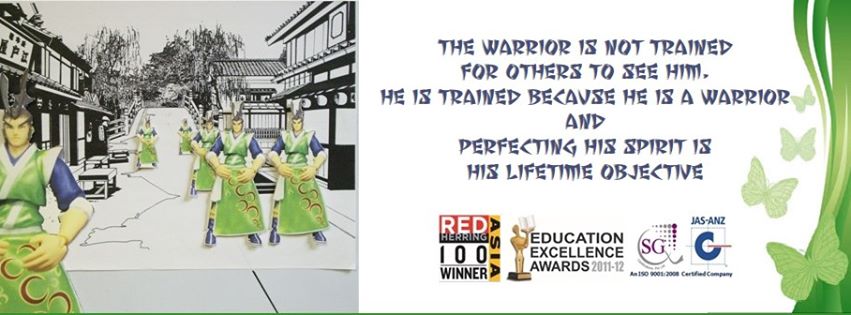 THE WARRIOR IS NOT TRAINED
FOR OTHERS TO SEE HIM.
HE IS TRAINED BECAUSE HE IS A WARRIOR
AND
PERFECTING HIS SPIRIT IS
HIS LIFETIME OBJECTIVE
RED
HERRING
100
WINNER
ASIA
EDUCATION
EXCELLENCE
AWARDS 2011-12
SG
JAS-ANZ
An ISO 9001:2008 Certified Company